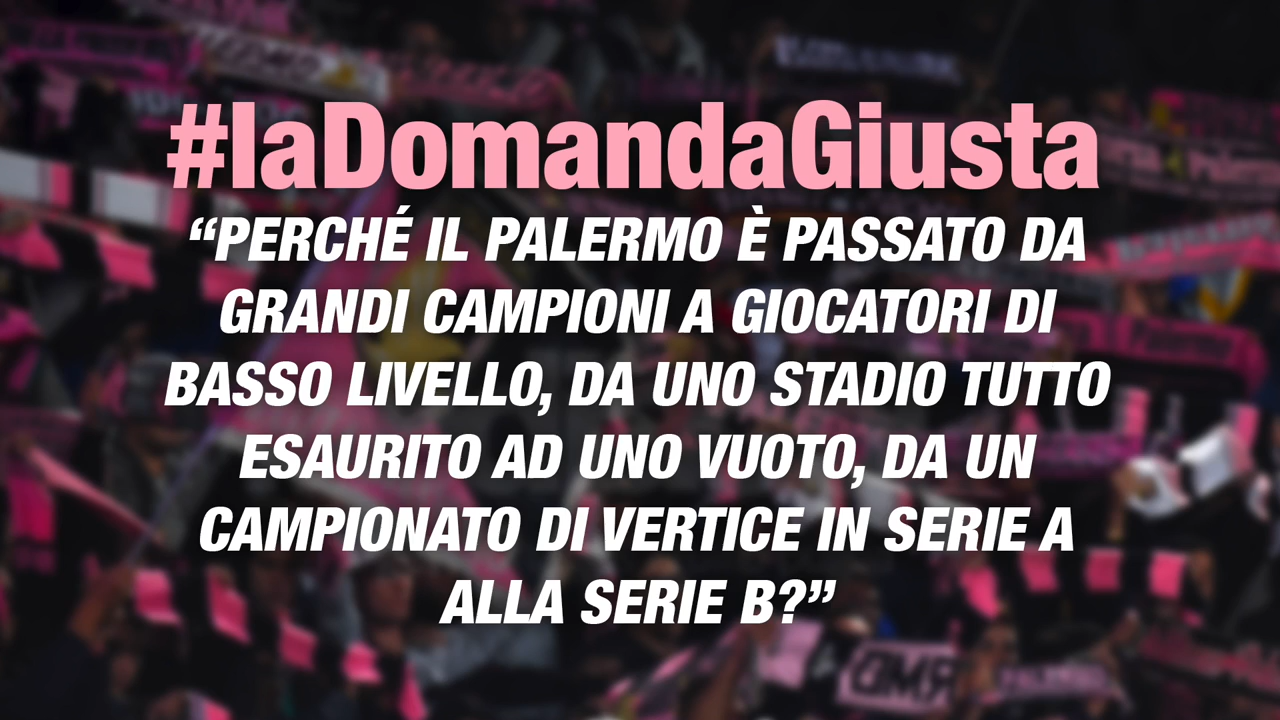 #laDomandaGiusta
“PERCHÉ IL PALERMO È PASSATO DA
GRANDI CAMPIONI A GIOCATORI DI
BASSO LIVELLO, DA UNO STADIO TUTTO
ESAURITO AD UNO VUOTO, DA UN
CAMPIONATO DI VERTICE IN SERIE A
ALLA SERIE B?”